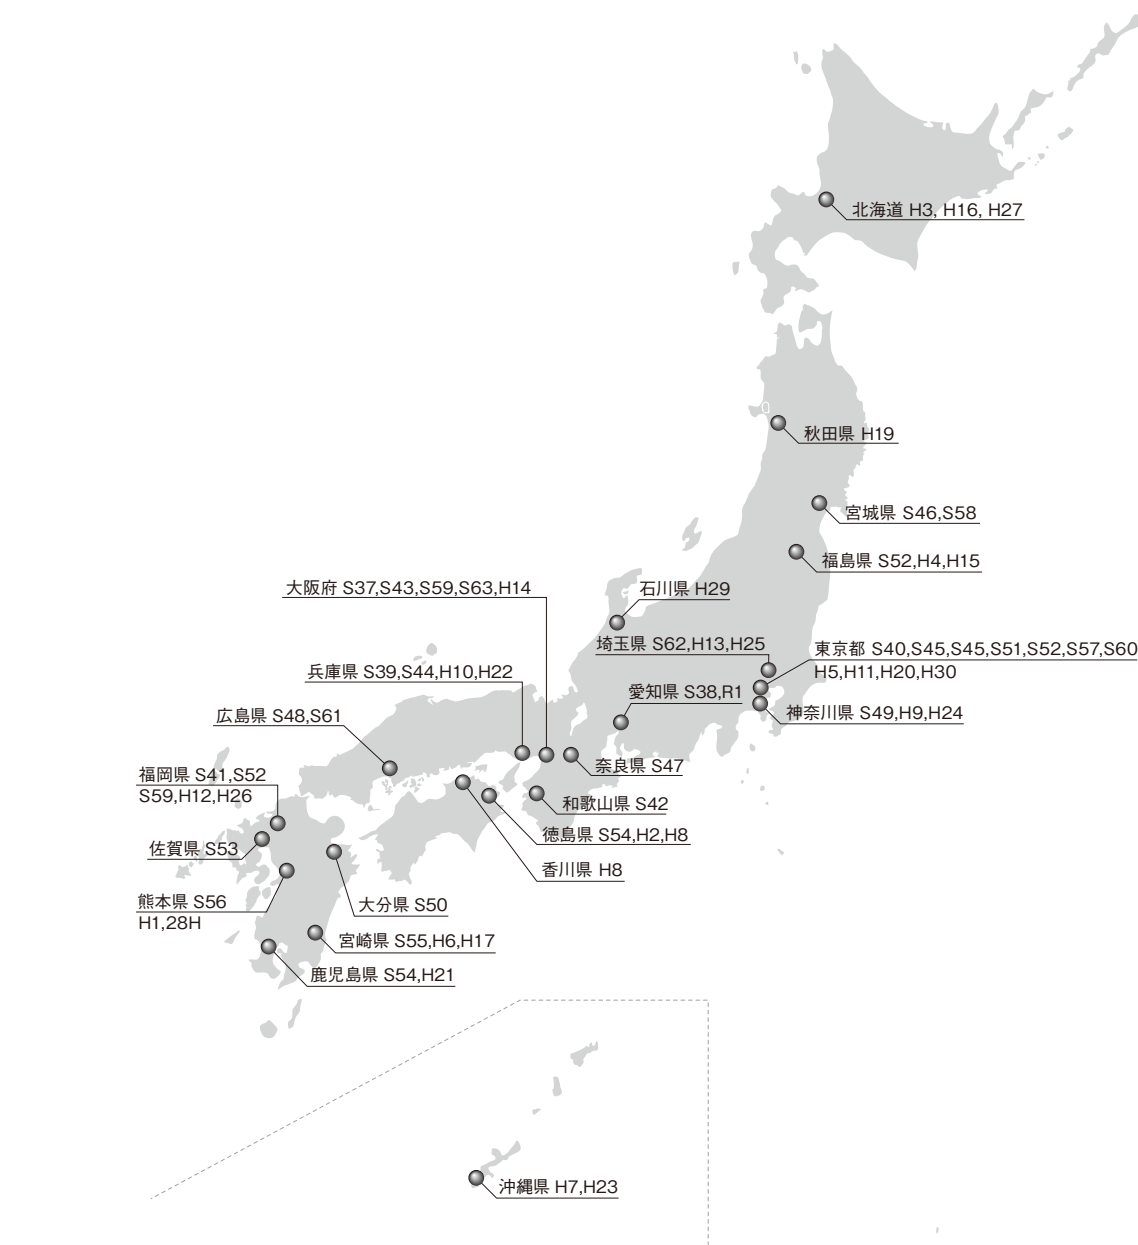 北海道 H3, H16, H27
秋田県 H19
宮城県 S46,S58
福島県 S52,H4,H15
大阪府 S37,S43,S59,S63,H14
石川県 H29
埼玉県 S62,H13,H25
東京都 S40,S45,S45,S51,S52,S57,S60
H5,H11,H20,H30
兵庫県 S39,S44,H10,H22
愛知県 S38,R1
神奈川県 S49,H9,H24
広島県 S48,S61
奈良県 S47
福岡県 S41,S52
S59,H12,H26
和歌山県 S42
徳島県 S54,H2,H8
佐賀県 S53
香川県 H8
熊本県 S56
H1,28H
大分県 S50
宮崎県 S55,H6,H17
鹿児島県 S54,H21
沖縄県 H7,H23